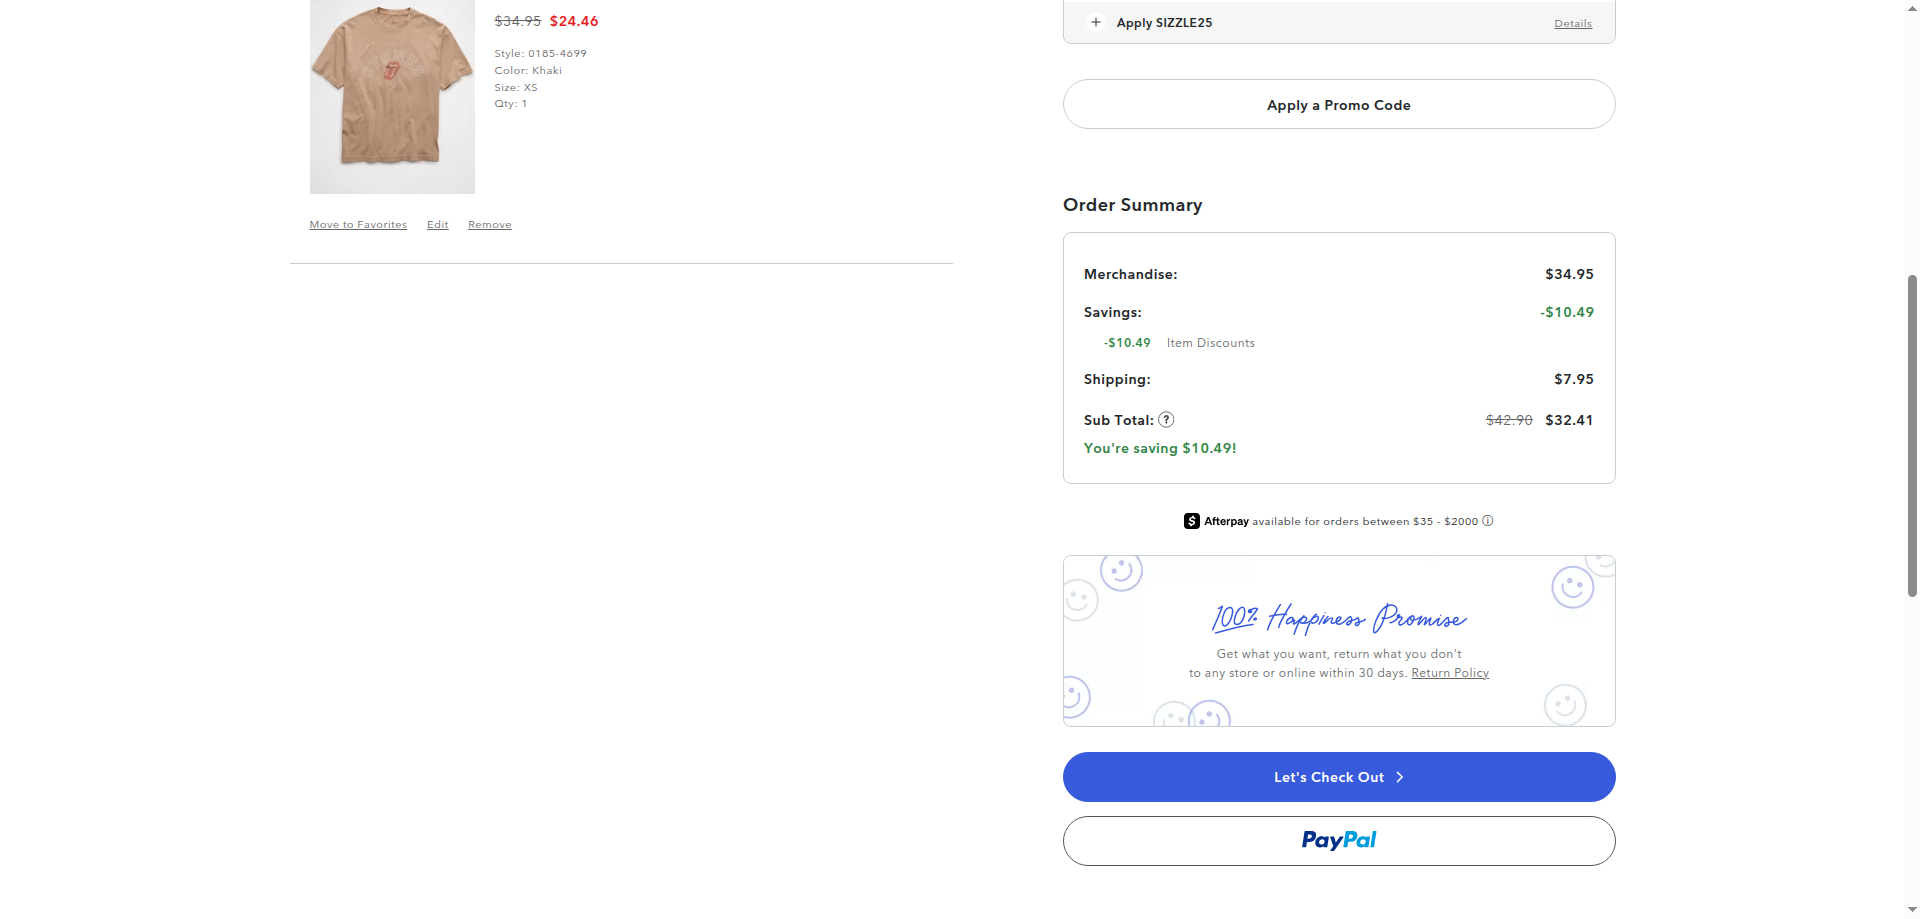 $34.95 $24.46
Style: 0185-4699
Color: Khaki
Size: XS
Qty: 1
Move to Favorites Edit Remove
+ Apply SIZZLE25 Details
Apply a Promo Code
Order Summary
Merchandise: $34.95
Savings: -$10.49
-$10.49 Item Discounts
Shipping: $7.95
Sub Total: ? $42.90 $32.41
You're saving $10.49!
Afterpay available for orders between $35 - $2000
100% Happiness Promise
Get what you want, return what you don't
to any store or online within 30 days. Return Policy
Let's Check Out
PayPal